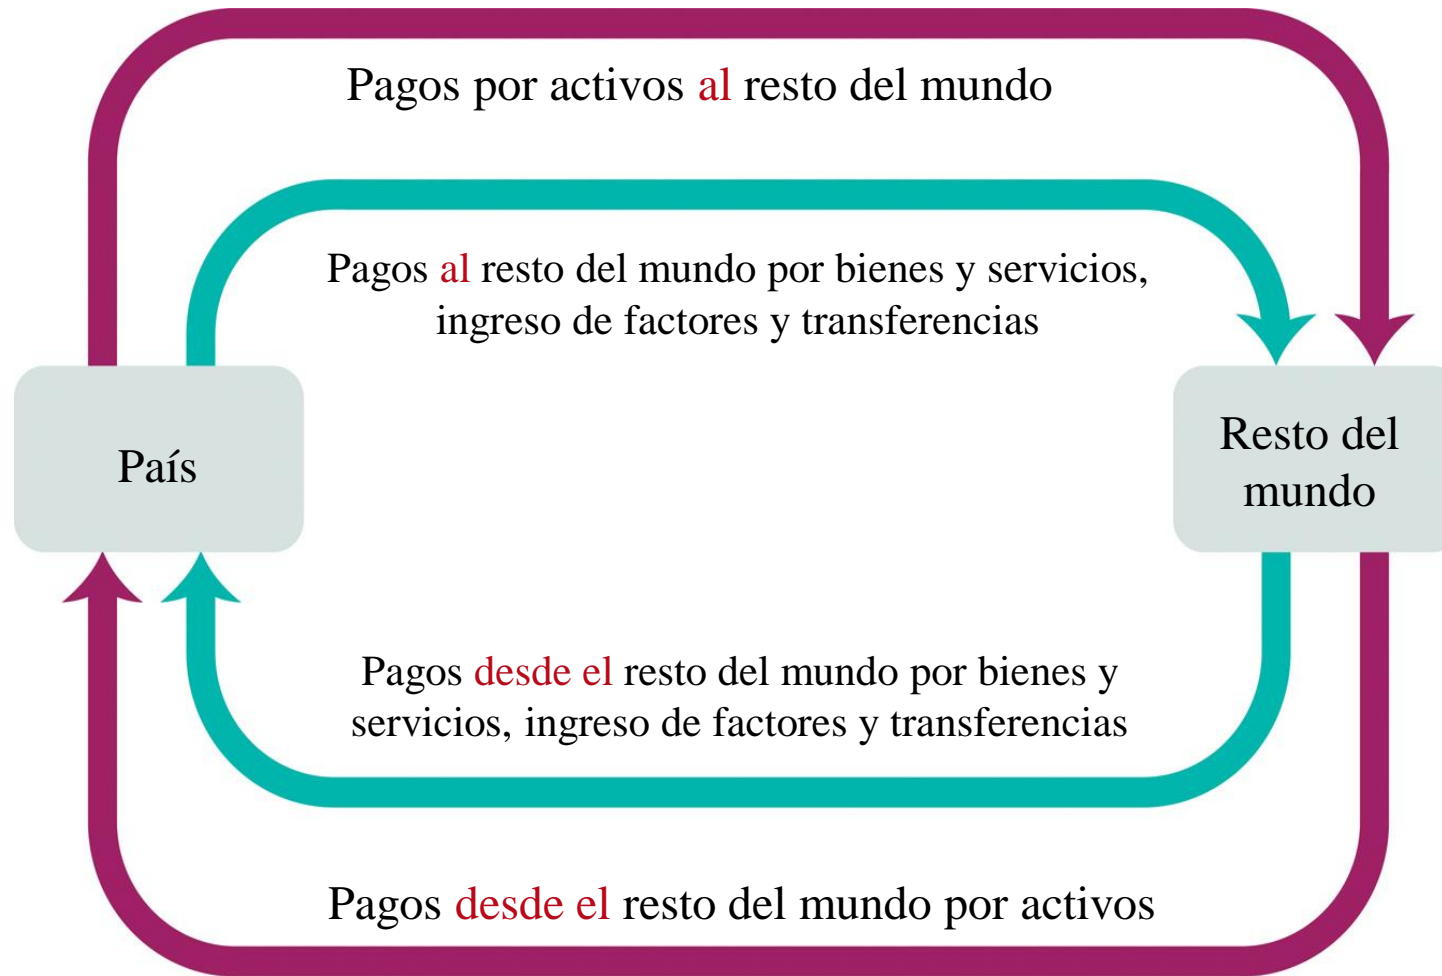 Pagos por activos al resto del mundo
Pagos al resto del mundo por bienes y servicios,
ingreso de factores y transferencias
País
Resto del
mundo
Pagos desde el resto del mundo por bienes y
servicios, ingreso de factores y transferencias
Pagos desde el resto del mundo por activos